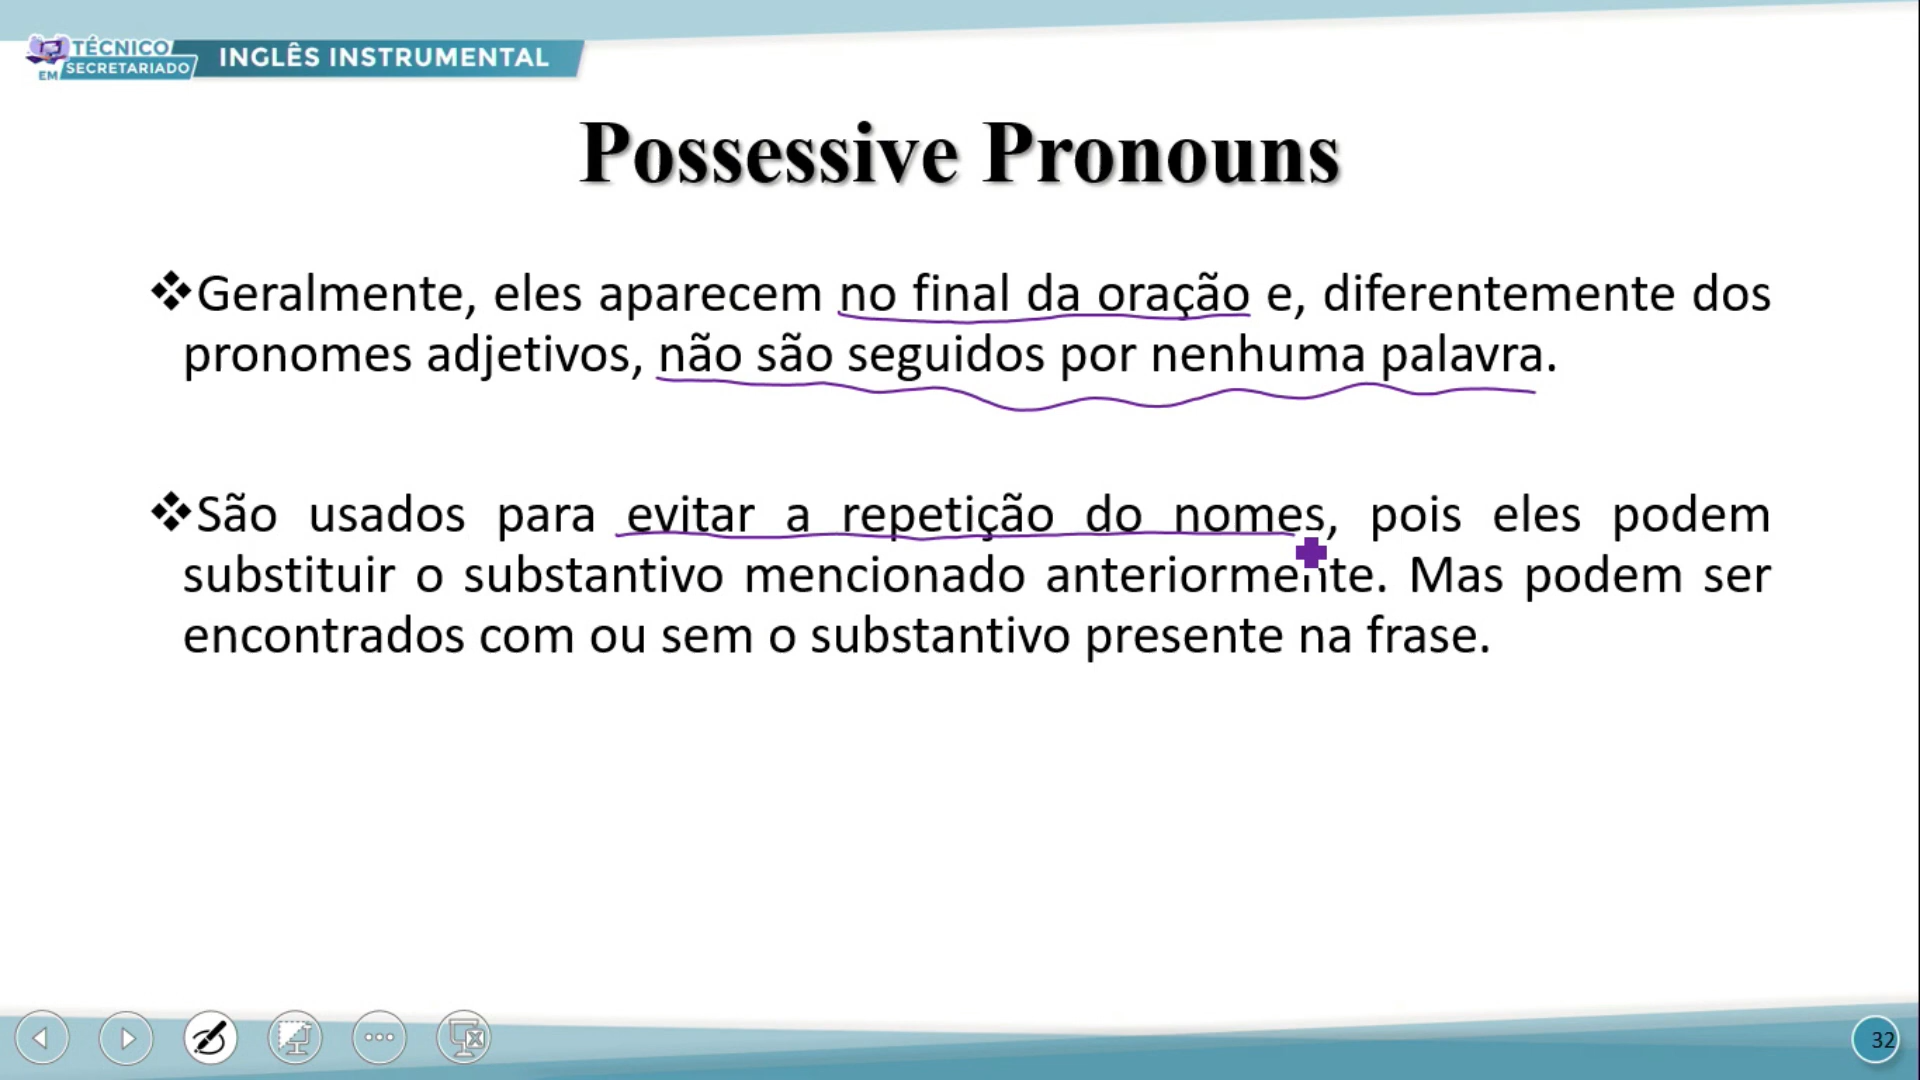 TÉCNICO
EM SECRETARIADO
INGLÊS INSTRUMENTAL
Possessive Pronouns
❖Geralmente, eles aparecem no final da oração e, diferentemente dos
pronomes adjetivos, não são seguidos por nenhuma palavra.
❖São usados para evitar a repetição do nomes, pois eles podem
substituir o substantivo mencionado anteriormente. Mas podem ser
encontrados com ou sem o substantivo presente na frase.
32